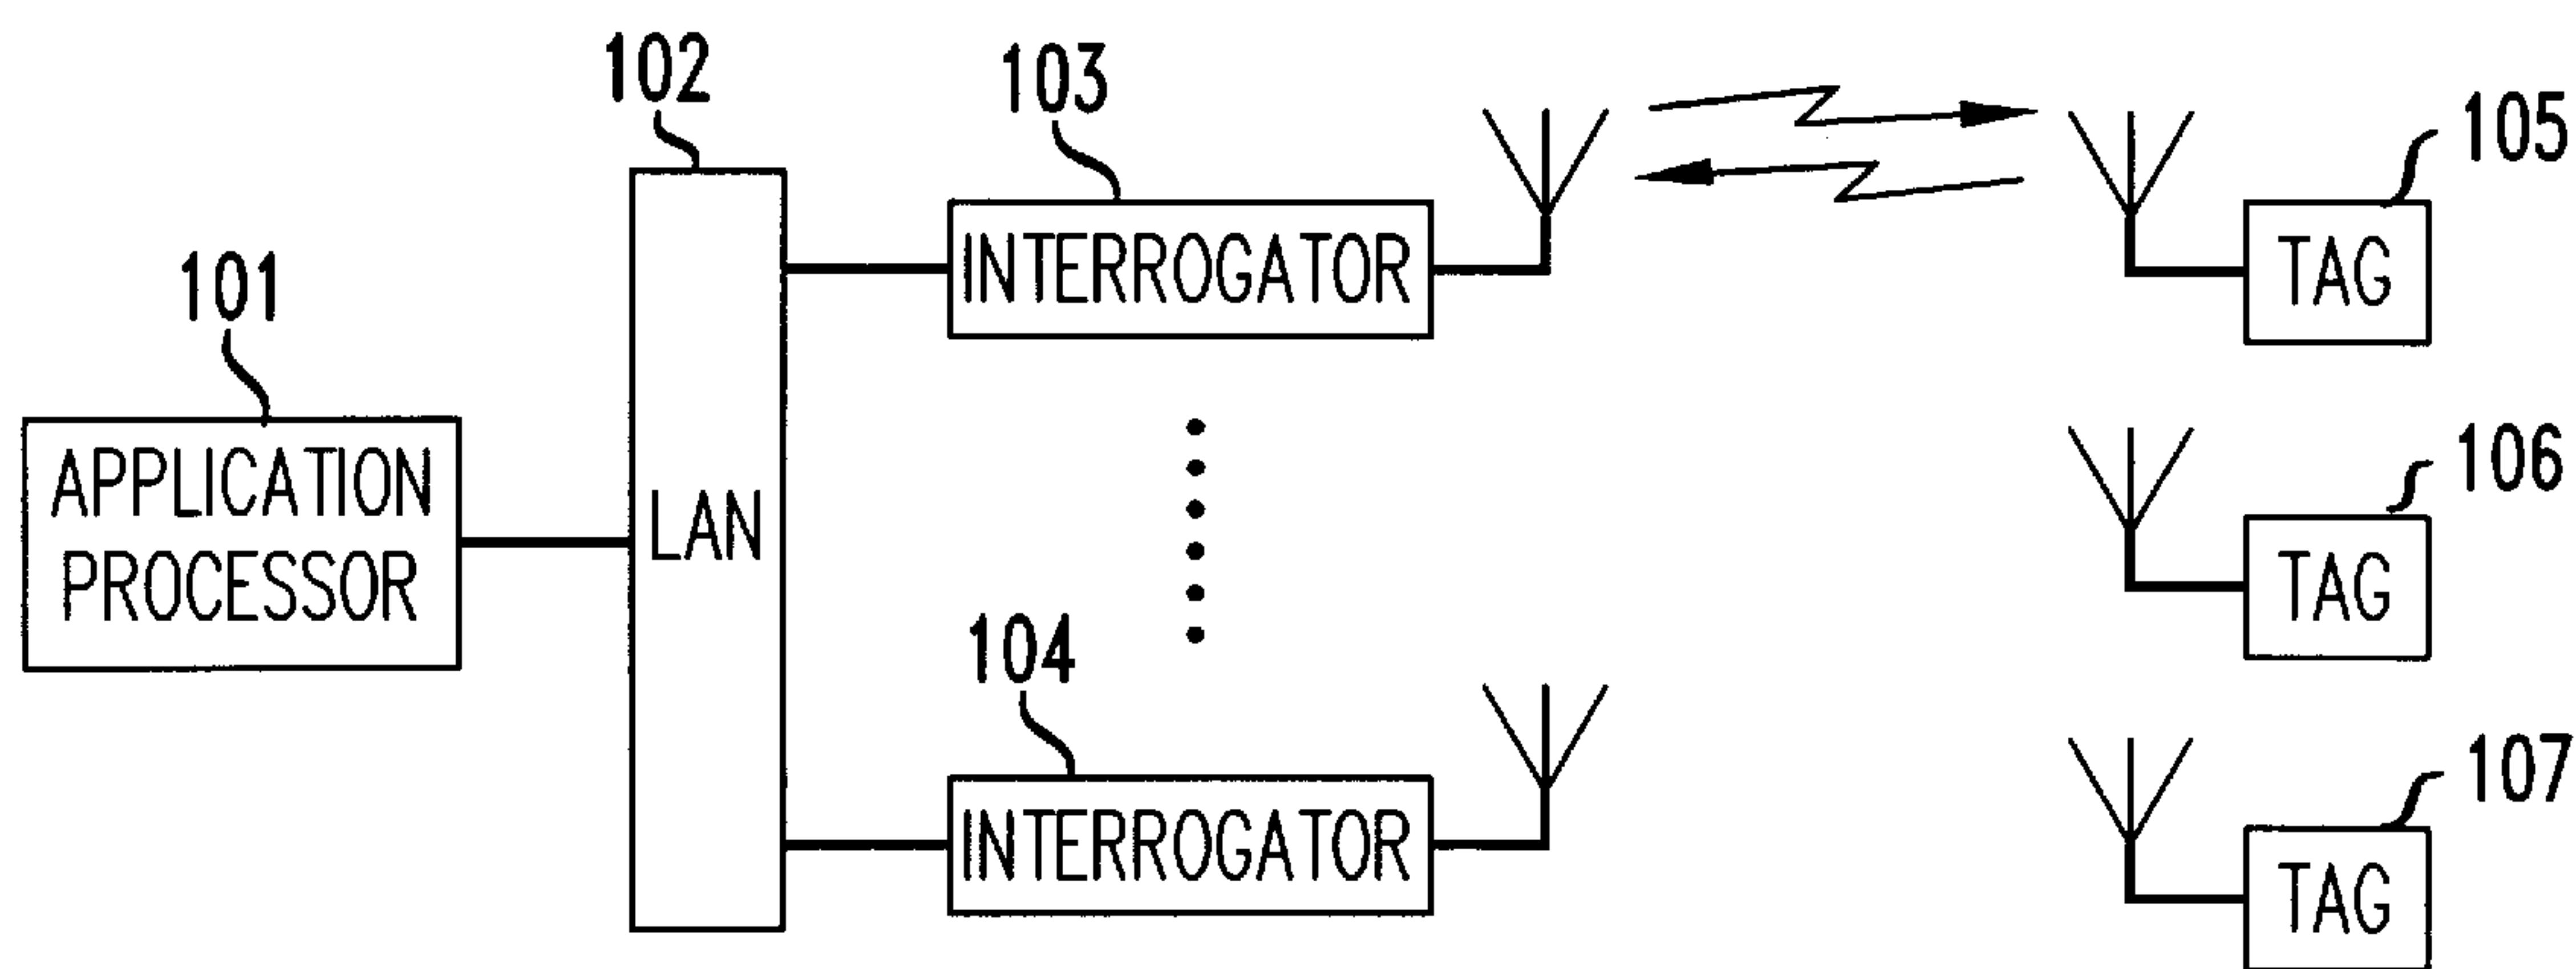 102
103
105
INTERROGATOR
TAG
101
APPLICATION
PROCESSOR
LAN
106
TAG
104
INTERROGATOR
107
TAG